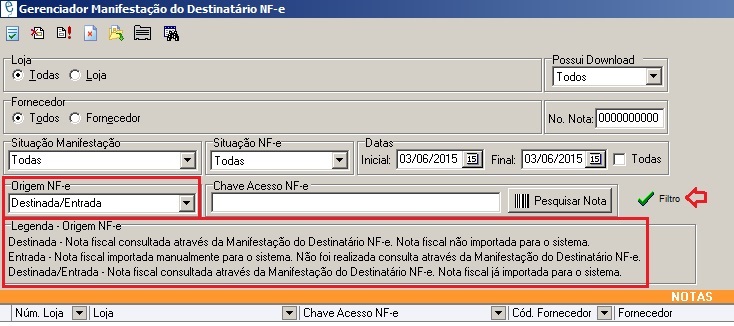 Gerenciador Manifestação do Destinatário NF-e
Loja
Todas Loja
Possui Download
Todos
Fornecedor
Todos Fornecedor
No. Nota: 0000000000
Situação Manifestação
Todas
Situação NF-e
Todas
Datas
Inicial: 03/06/2015 15 Final: 03/06/2015 15 Todas
Origem NF-e
Destinada/Entrada
Chave Acesso NF-e
Pesquisar Nota
Filtro
Legenda - Origem NF-e
Destinada - Nota fiscal consultada através da Manifestação do Destinatário NF-e. Nota fiscal não importada para o sistema.
Entrada - Nota fiscal importada manualmente para o sistema. Não foi realizada consulta através da Manifestação do Destinatário NF-e.
Destinada/Entrada - Nota fiscal consultada através da Manifestação do Destinatário NF-e. Nota fiscal já importada para o sistema.
NOTAS
Núm. Loja Loja Chave Acesso NF-e Cód. Fornecedor Fornecedor